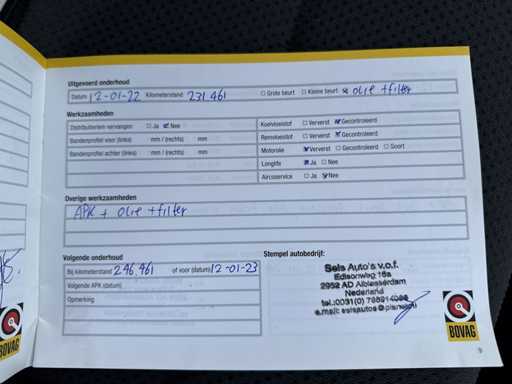 Uitgevoerd onderhoud
Datum 12-01-22 Kilometerstand 231.461 Grote beurt Kleine beurt olie + filter
Werkzaamheden
Distributieriem vervangen Ja Nee
Bandenprofiel voor (links) mm / (rechts) mm
Bandenprofiel achter (links) mm / (rechts) mm
Koelvloeistof Ververst Gecontroleerd
Remvloeistof Ververst Gecontroleerd
Motorolie Ververst Gecontroleerd Soort
Longlife Ja Nee
Aircoservice Ja Nee
Overige werkzaamheden
APK + olie + filter
Volgende onderhoud
Bij kilometerstand 246.461 of voor (datum) 12-01-23
Volgende APK (datum)
Opmerking
Stempel autobedrijf:
Sels Auto's v.o.f.
Edisonweg 16a
2952 AD Alblasserdam
Nederland
BOVAG
BOVAG
9